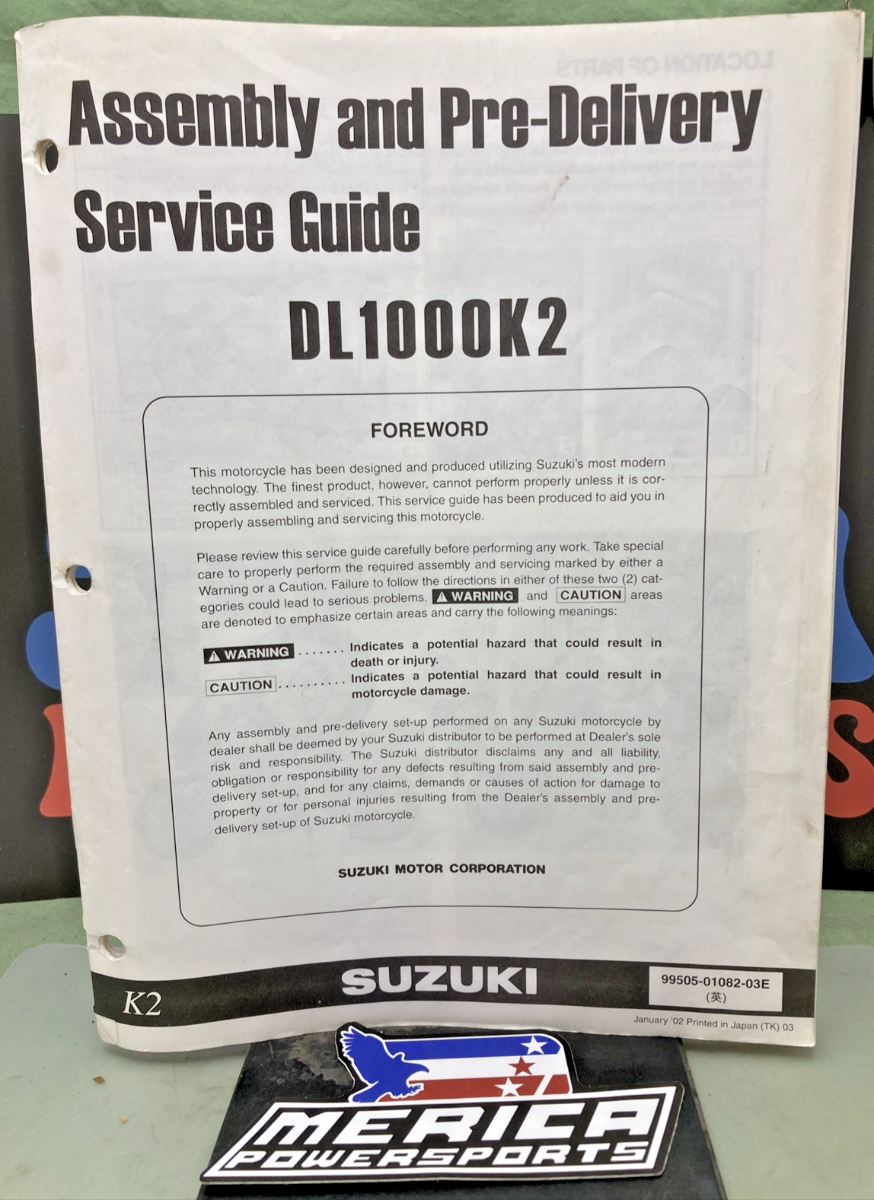 Assembly and Pre-Delivery
Service Guide
DL1000K2
FOREWORD
This motorcycle has been designed and produced utilizing Suzuki's most modern
technology. The finest product, however, cannot perform properly unless it is cor-
rectly assembled and serviced. This service guide has been produced to aid you in
properly assembling and servicing this motorcycle.
Please review this service guide carefully before performing any work. Take special
care to properly perform the required assembly and servicing marked by either a
Warning or a Caution. Failure to follow the directions in either of these two (2) cat-
egories could lead to serious problems. ⚠ WARNING and CAUTION areas
are denoted to emphasize certain areas and carry the following meanings:
⚠ WARNING ....... Indicates a potential hazard that could result in
death or injury.
CAUTION .......... Indicates a potential hazard that could result in
motorcycle damage.
Any assembly and pre-delivery set-up performed on any Suzuki motorcycle by
dealer shall be deemed by your Suzuki distributor to be performed at Dealer's sole
risk and responsibility. The Suzuki distributor disclaims any and all liability,
obligation or responsibility for any defects resulting from said assembly and pre-
delivery set-up, and for any claims, demands or causes of action for damage to
property or for personal injuries resulting from the Dealer's assembly and pre-
delivery set-up of Suzuki motorcycle.
SUZUKI MOTOR CORPORATION
K2
SUZUKI
99505-01082-03E
(英)
January '02 Printed in Japan (TK) 03
MERICA
POWERSPORTS